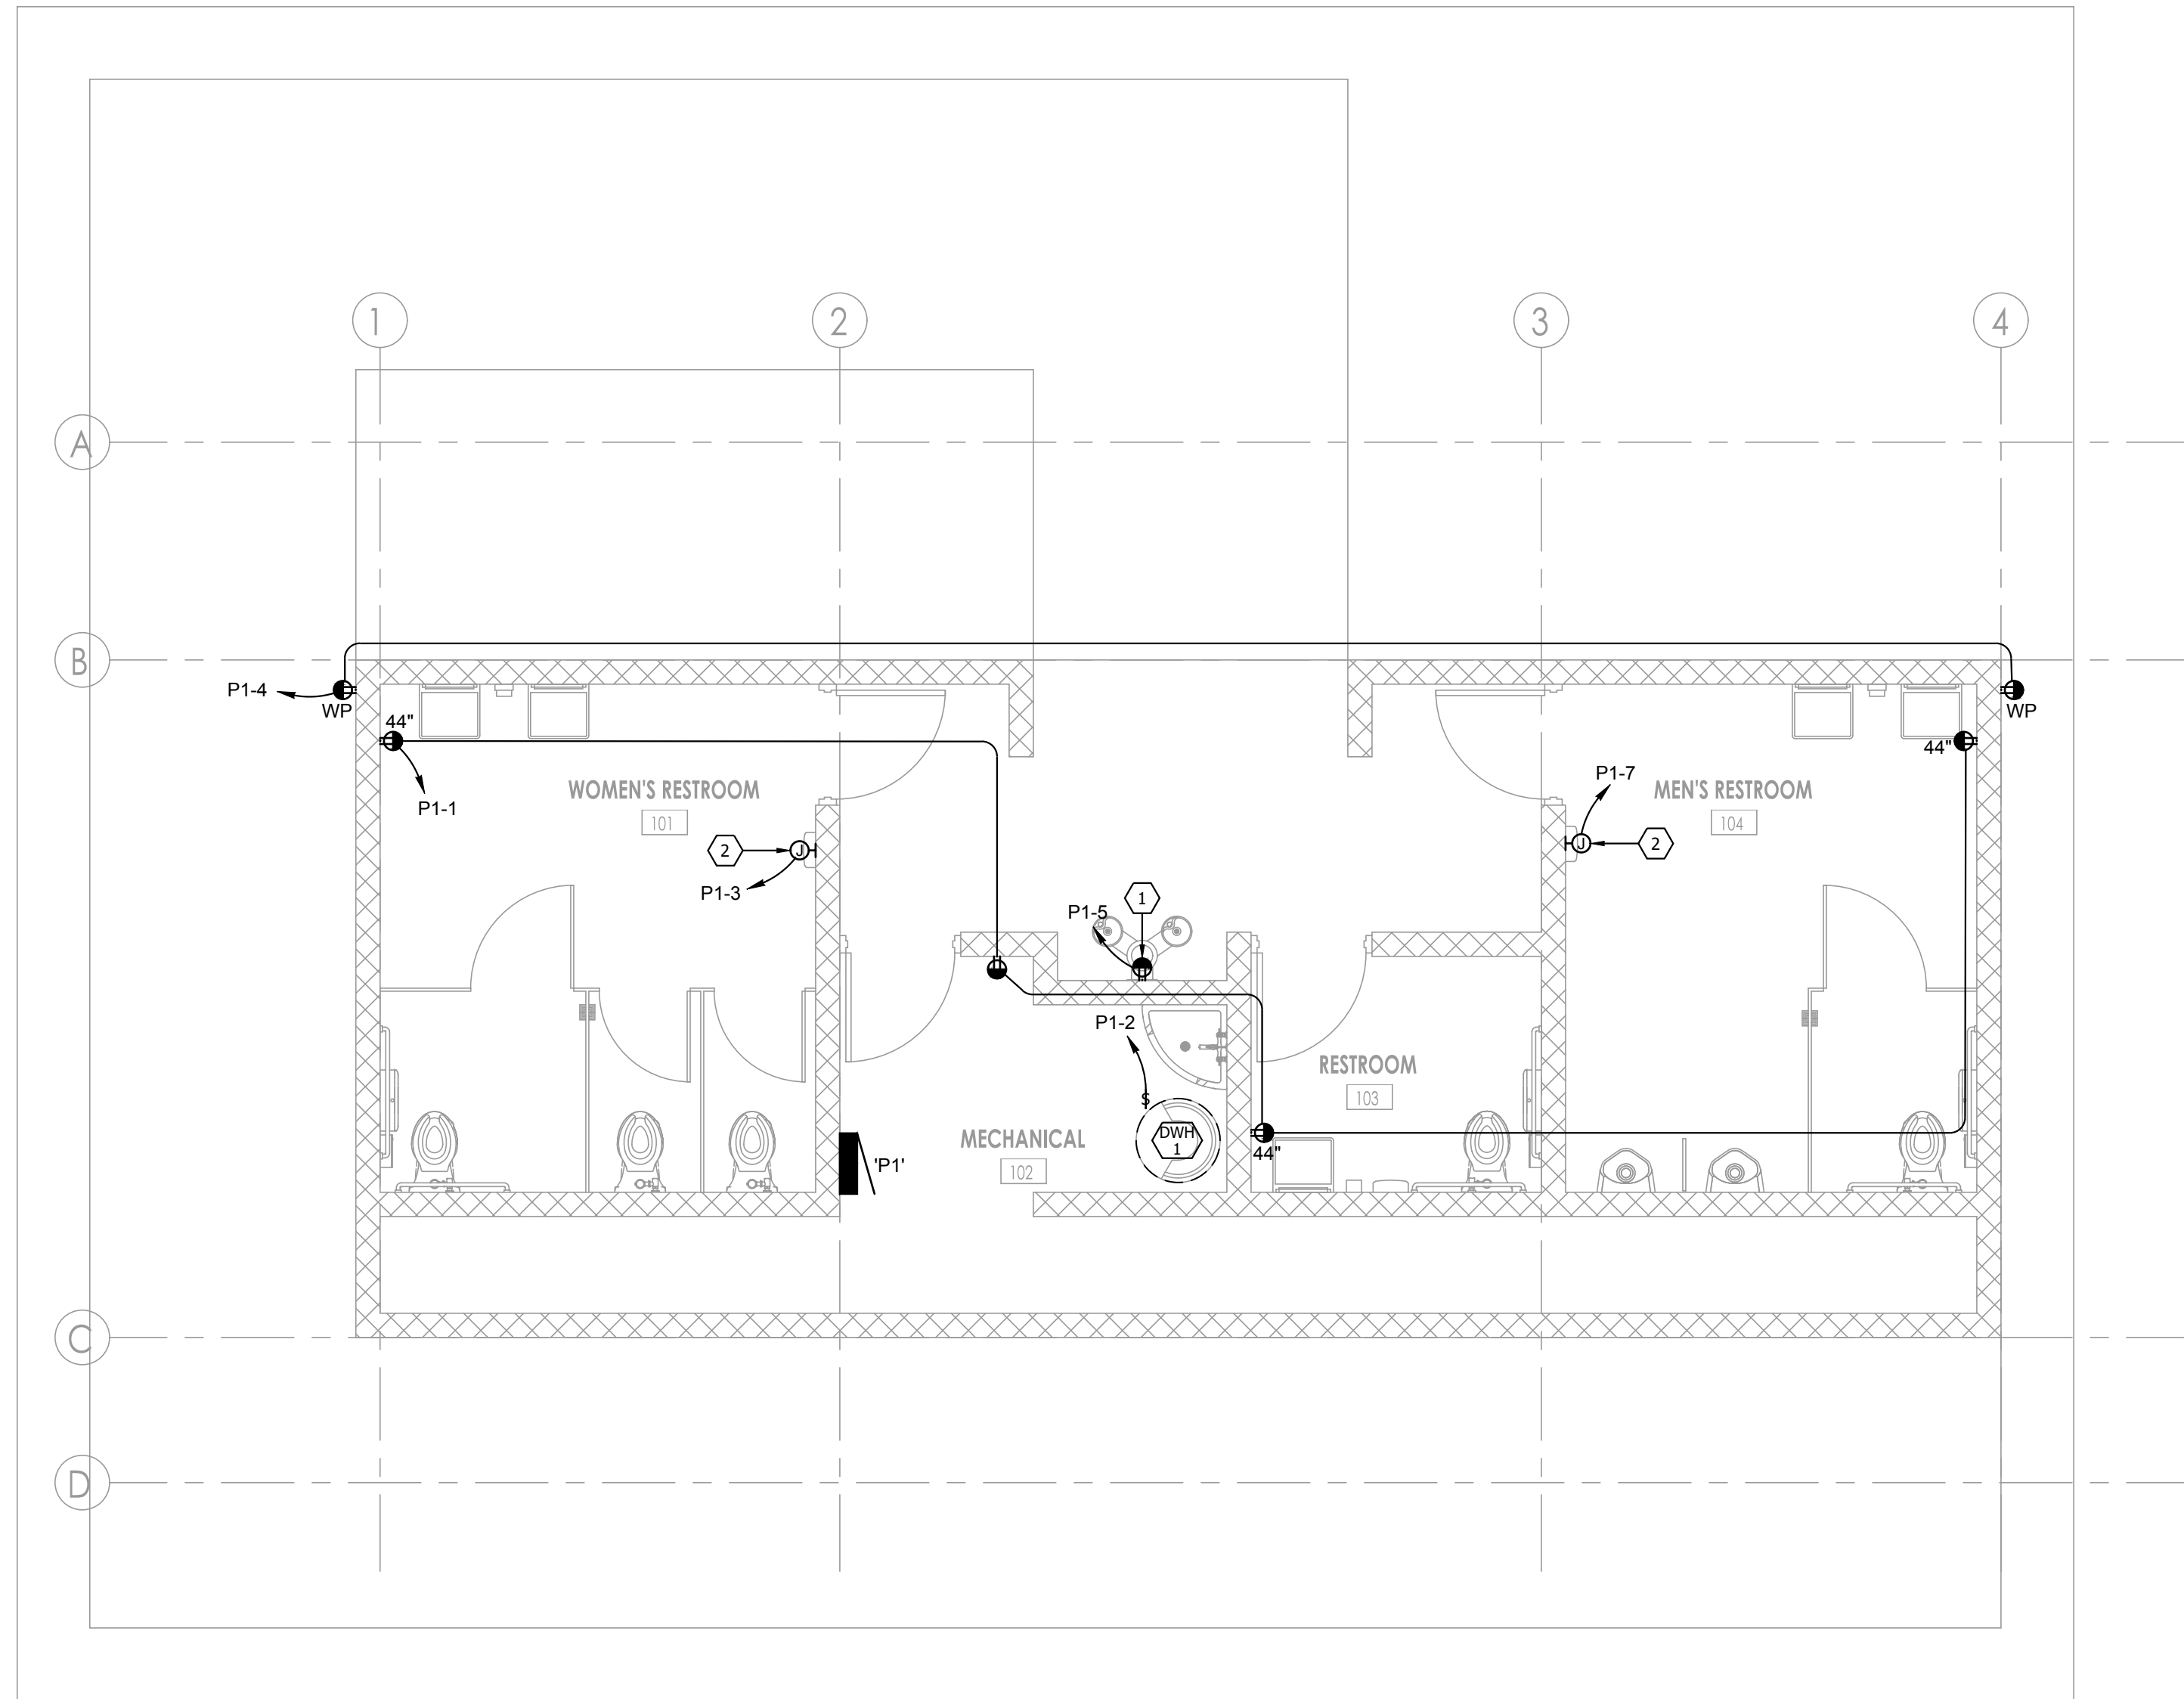 1
2
3
4
A
B
P1-4
WP
WP
44"
44"
P1-1
WOMEN'S RESTROOM
101
P1-7
MEN'S RESTROOM
104
2
J
P1-3
J
2
1
P1-5
P1-2
$
RESTROOM
103
MECHANICAL
102
DWH
1
44"
'P1'
C
D